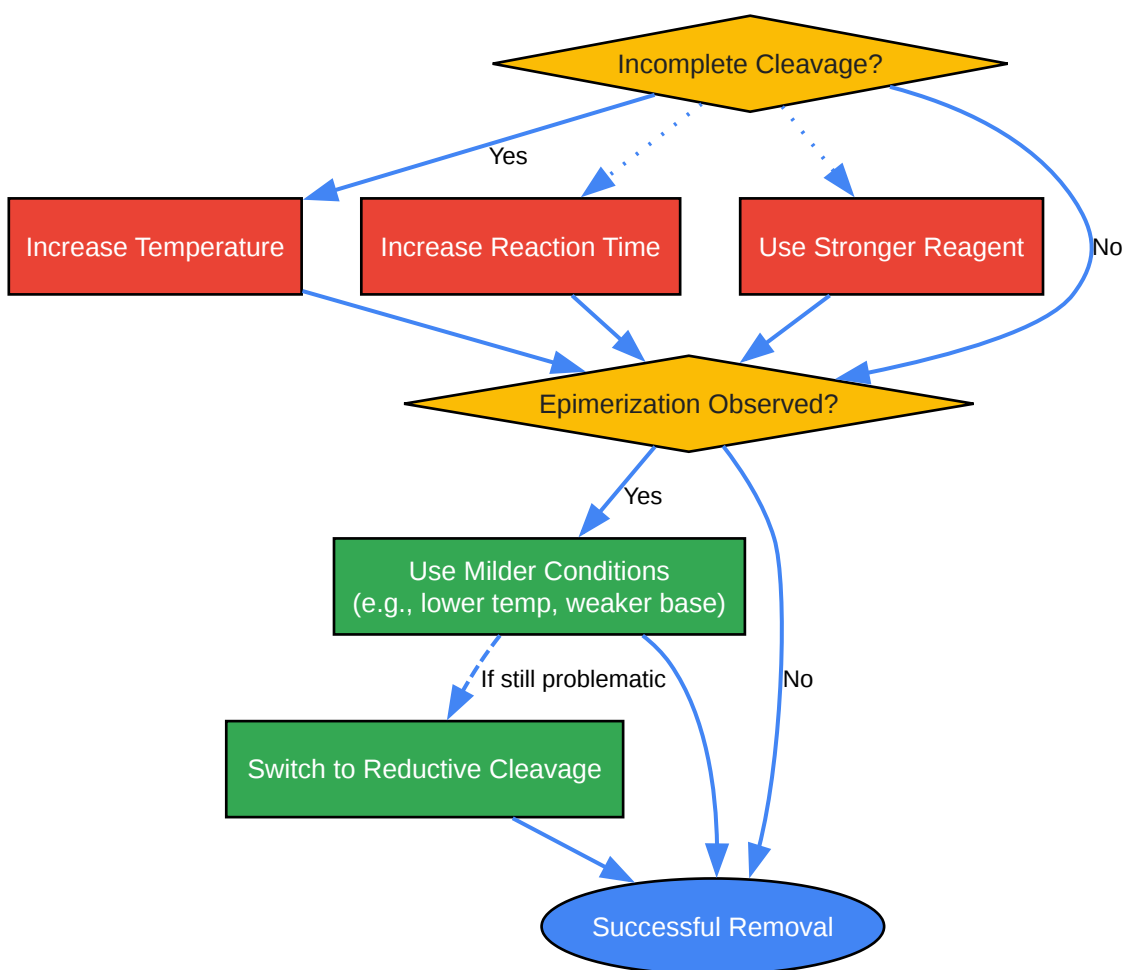 Incomplete Cleavage?
Yes
Increase Temperature
Increase Reaction Time
Use Stronger Reagent
No
Epimerization Observed?
Yes
Use Milder Conditions
(e.g., lower temp, weaker base)
If still problematic
No
Switch to Reductive Cleavage
Successful Removal